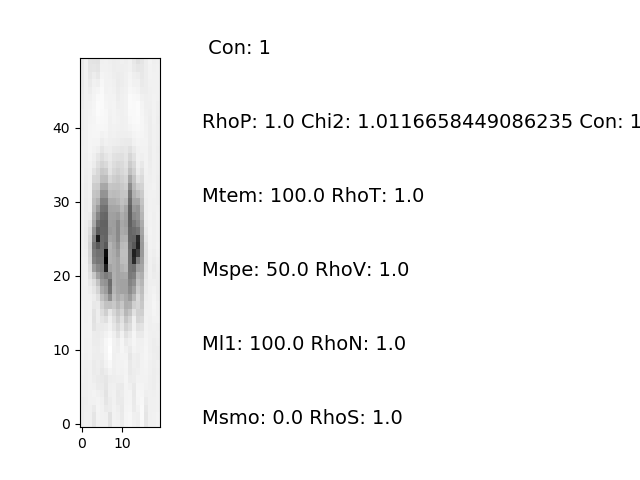 Con: 1
RhoP: 1.0 Chi2: 1.0116658449086235 Con: 1
Mtem: 100.0 RhoT: 1.0
Mspe: 50.0 RhoV: 1.0
Ml1: 100.0 RhoN: 1.0
Msmo: 0.0 RhoS: 1.0
40
30
20
10
0
0 10